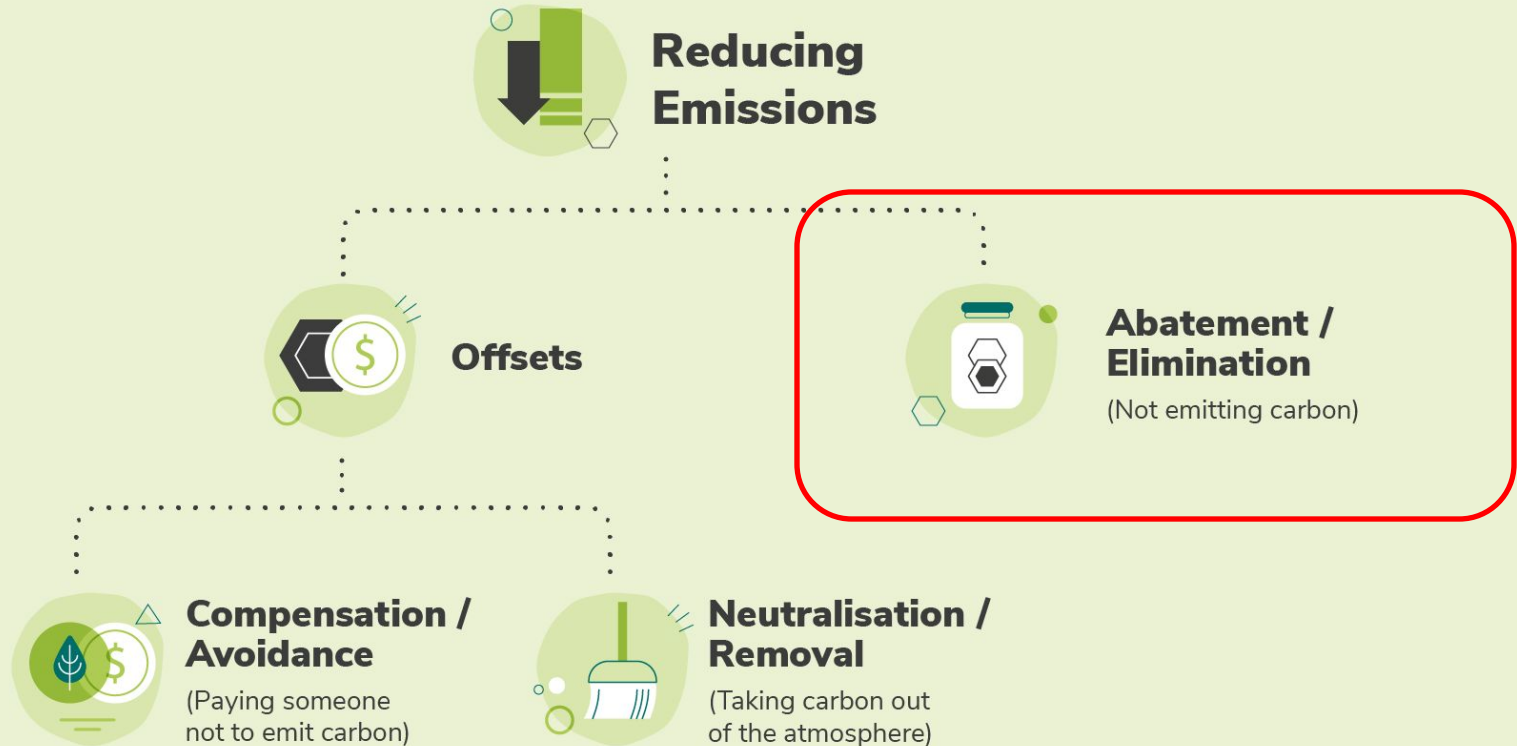 Reducing
Emissions
$
Offsets
Abatement /
Elimination
(Not emitting carbon)
$
Compensation /
Avoidance
(Paying someone
not to emit carbon)
Neutralisation /
Removal
(Taking carbon out
of the atmosphere)